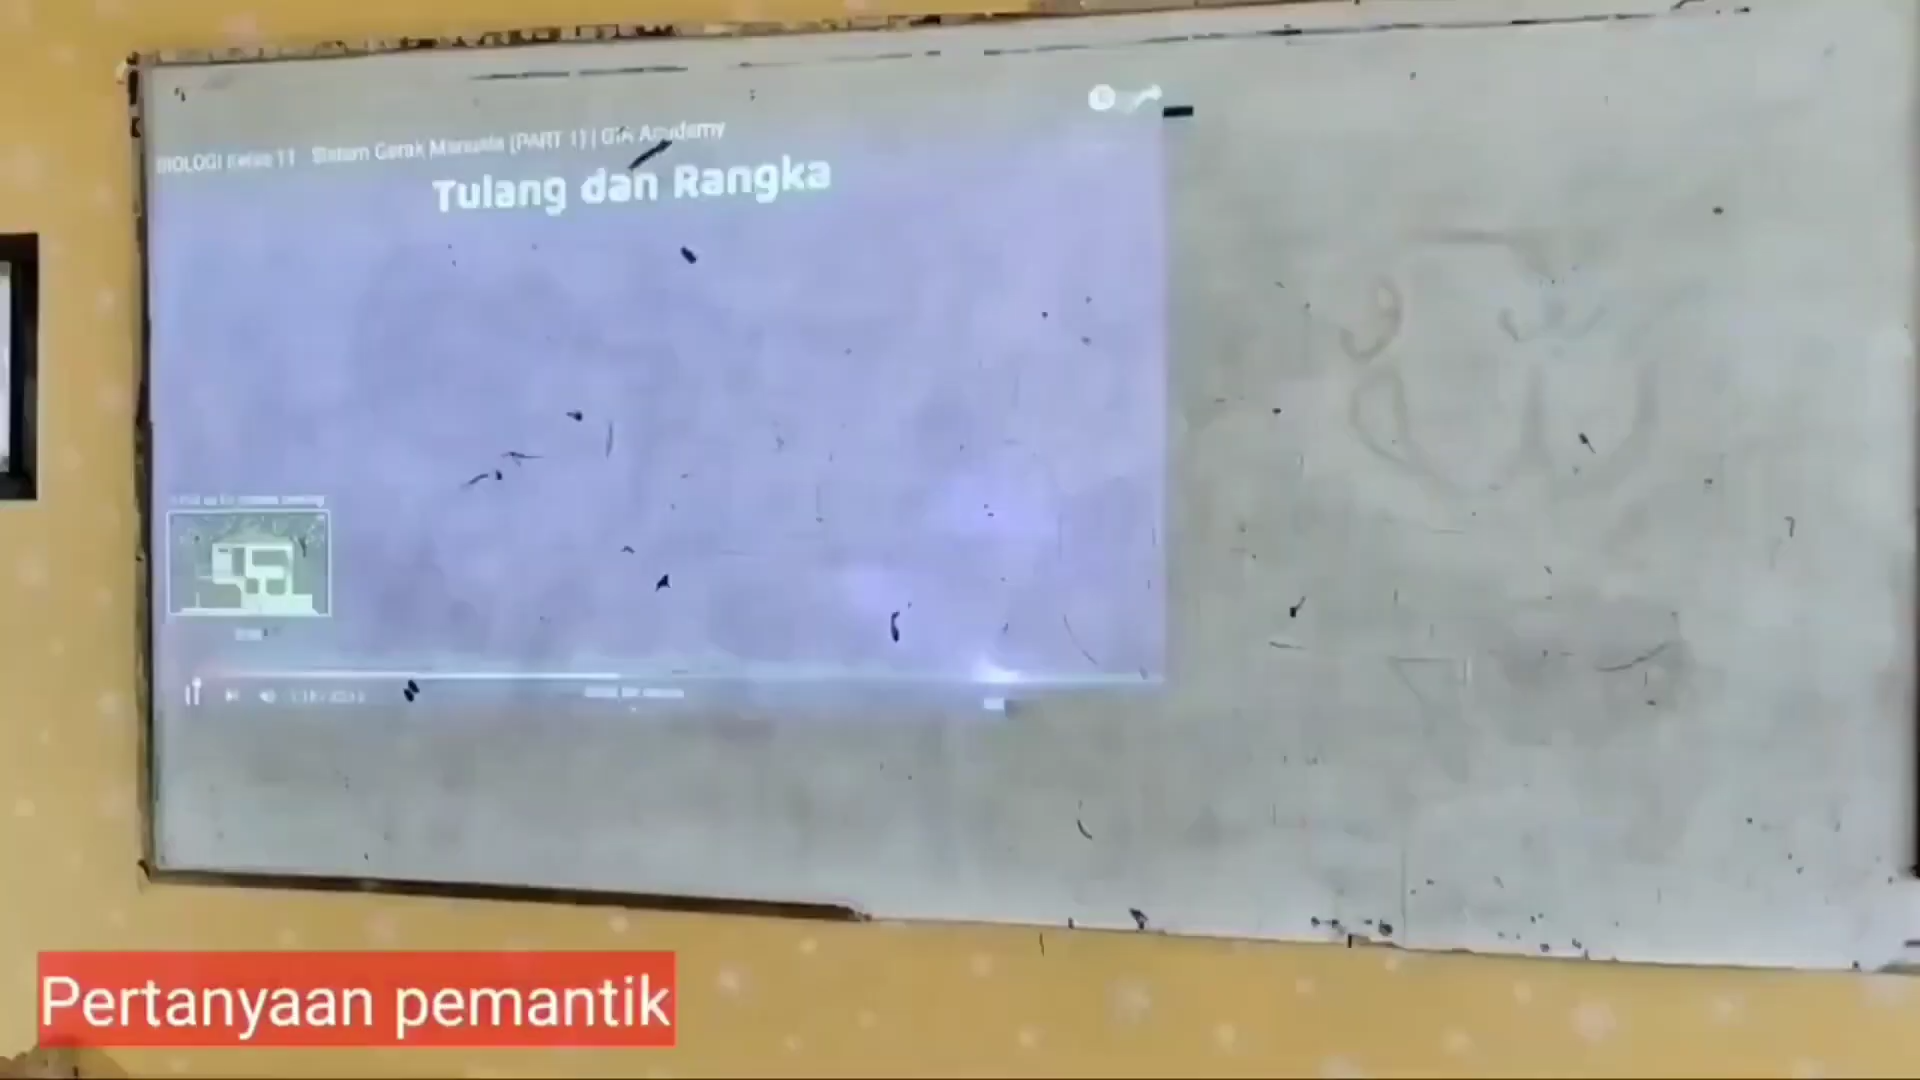 BIOLOGI Kelas 11 - Sistem Gerak Manusia (PART 1) | GIA Academy
Tulang dan Rangka
Pertanyaan pemantik